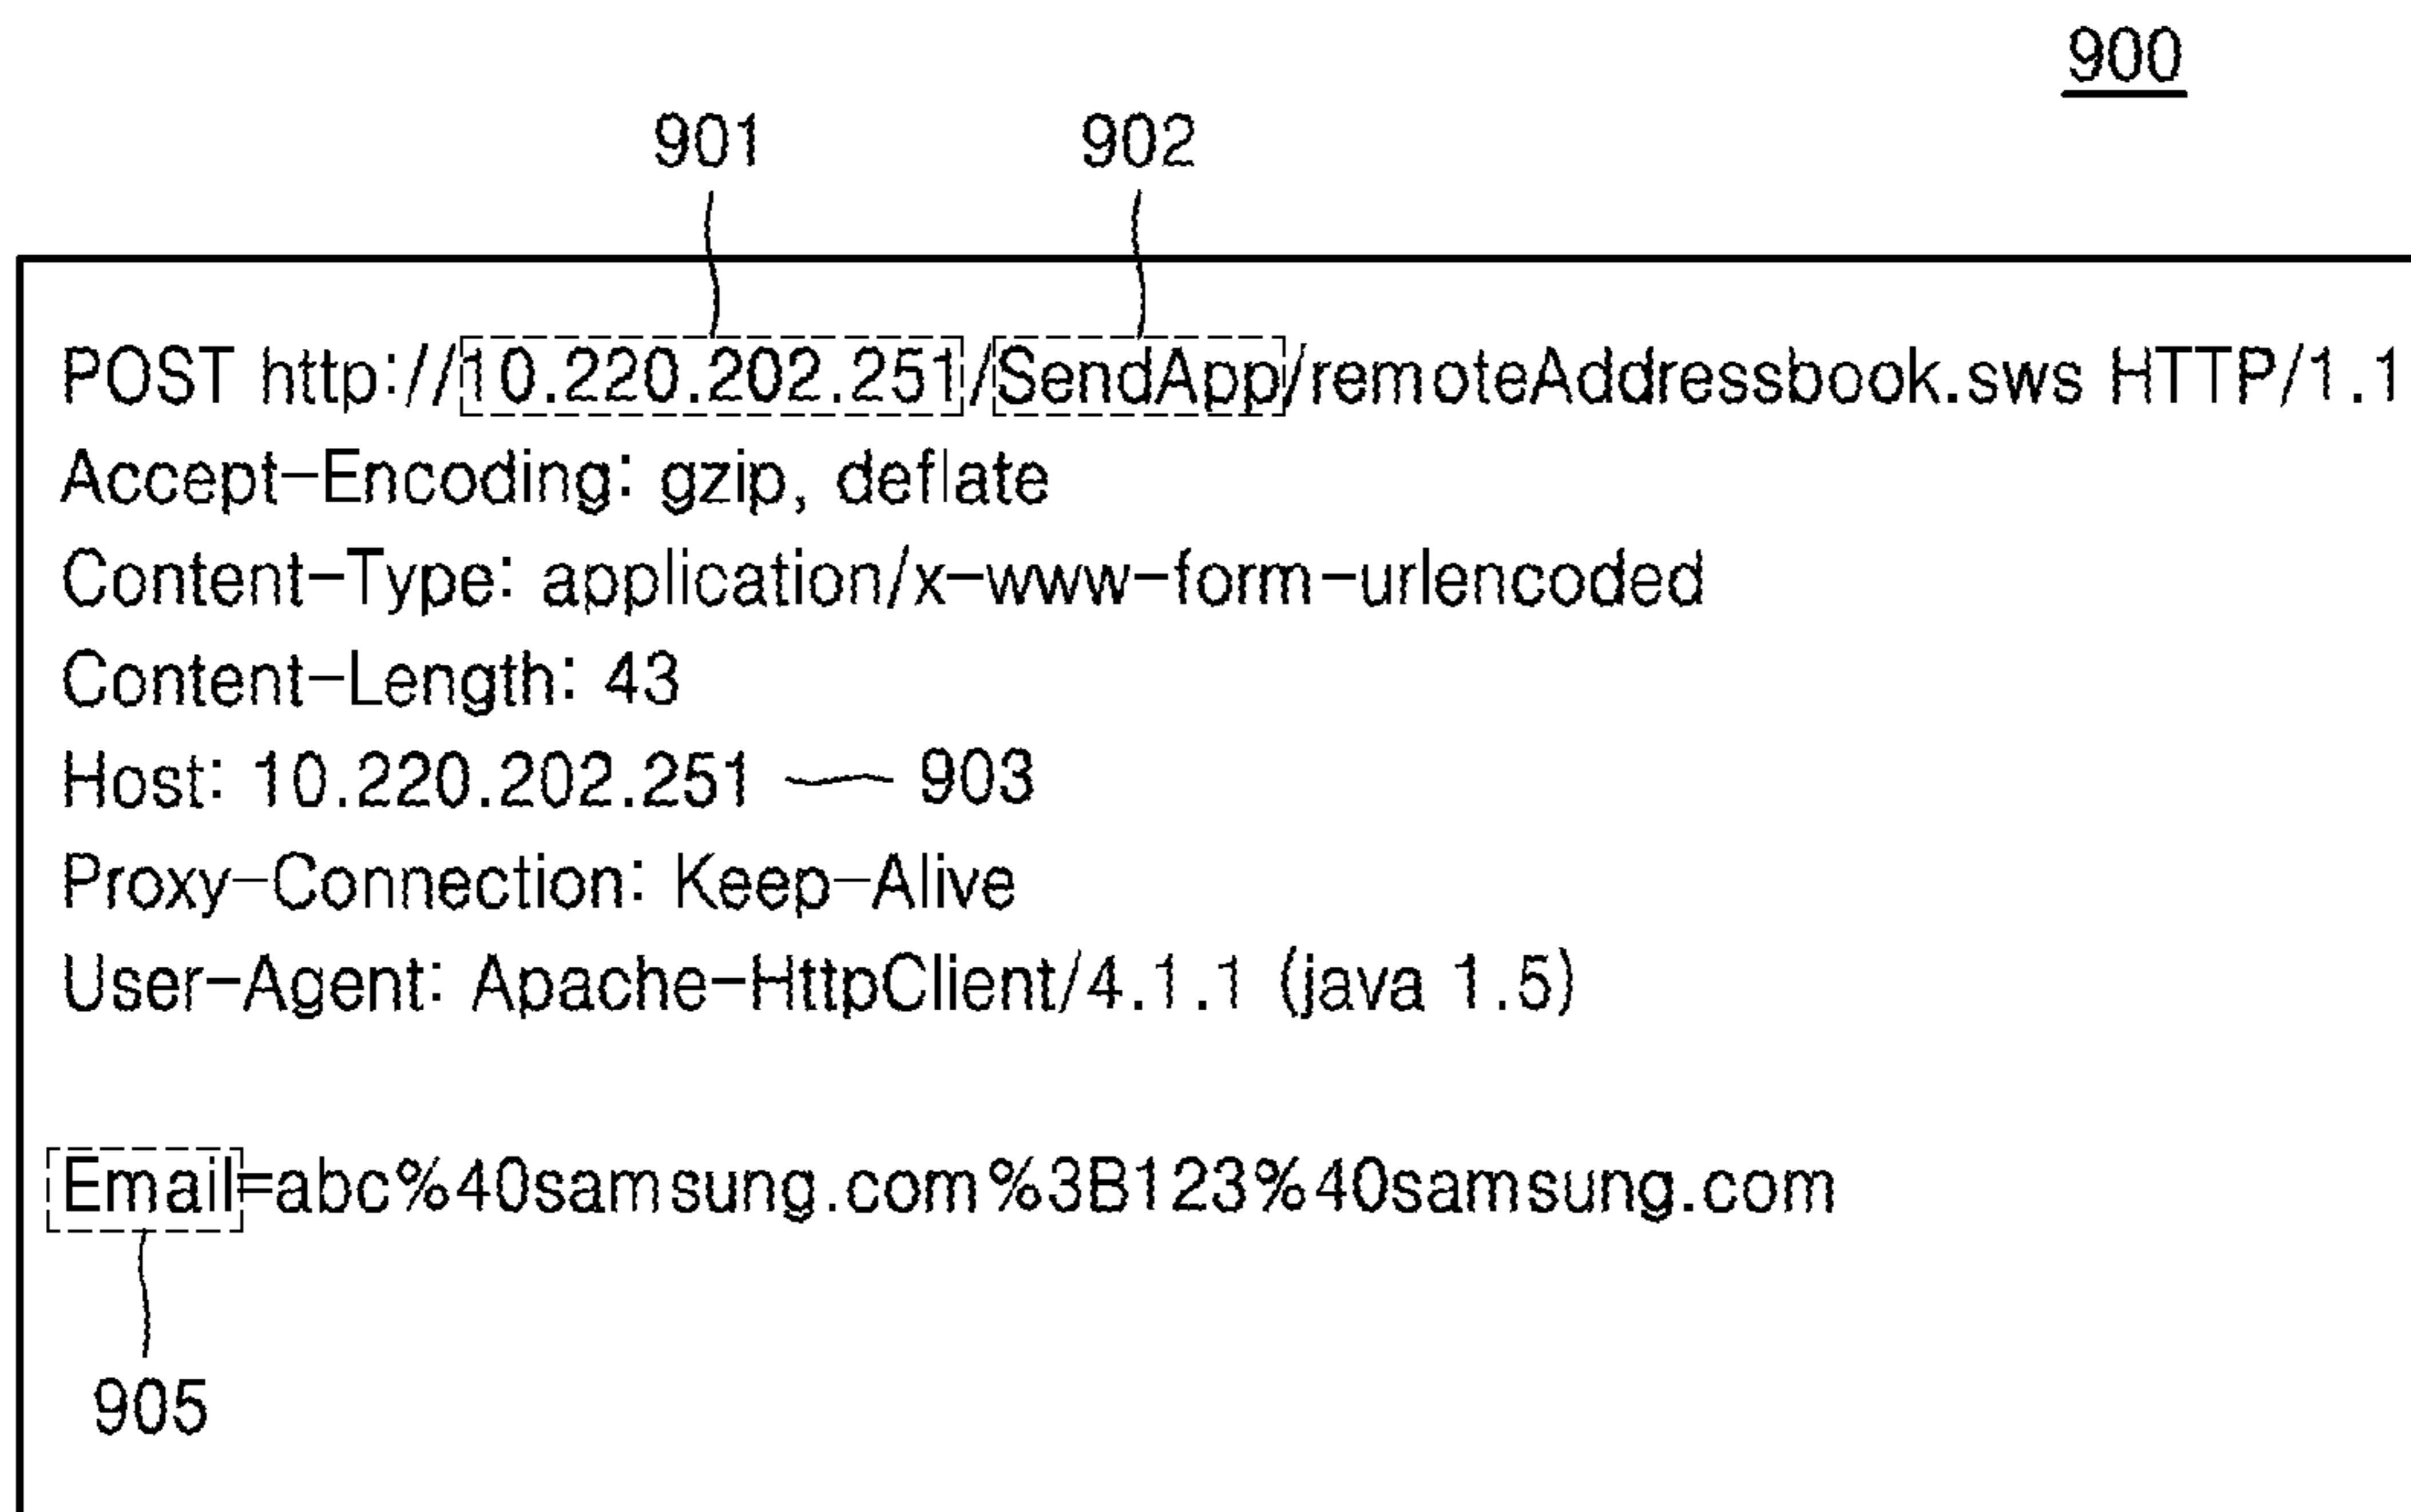 900
901 902
POST http://10.220.202.251/SendApp/remoteAddressbook.sws HTTP/1.1
Accept-Encoding: gzip, deflate
Content-Type: application/x-www-form-urlencoded
Content-Length: 43
Host: 10.220.202.251 903
Proxy-Connection: Keep-Alive
User-Agent: Apache-HttpClient/4.1.1 (java 1.5)
Email=abc%40samsung.com%3B123%40samsung.com
905